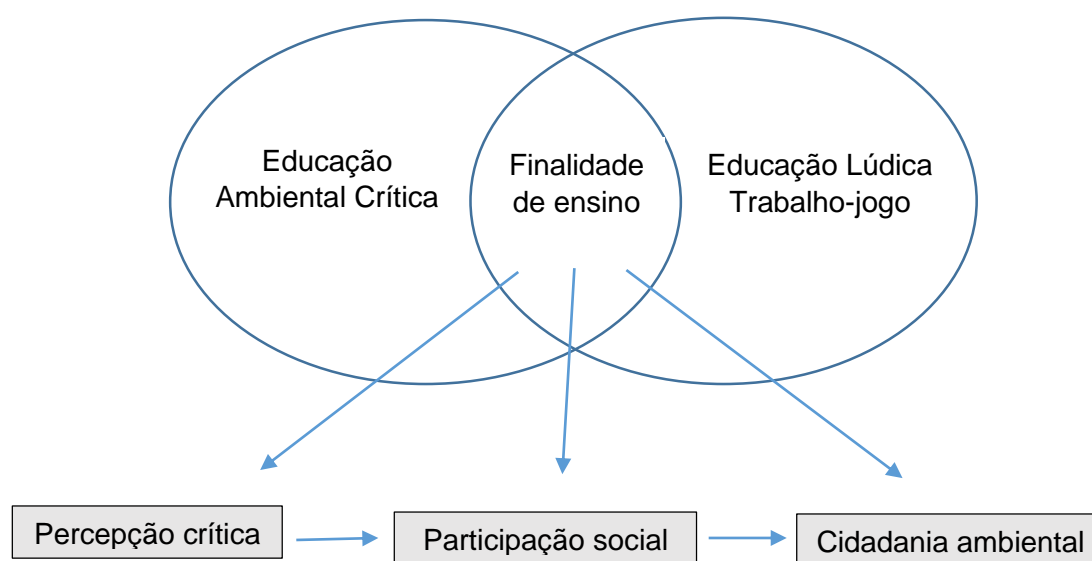 Educação
Ambiental Crítica
Finalidade
de ensino
Educação Lúdica
Trabalho-jogo
Percepção crítica
Participação social
Cidadania ambiental